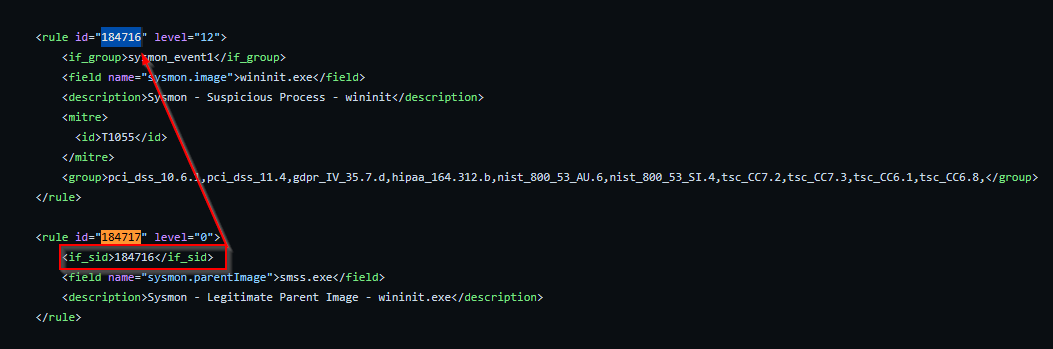 <rule id="184716" level="12">
<if_group>sysmon_event1</if_group>
<field name="sysmon.image">wininit.exe</field>
<description>Sysmon - Suspicious Process - wininit</description>
<mitre>
<id>T1055</id>
</mitre>
<group>pci_dss_10.6.1,pci_dss_11.4,gdpr_IV_35.7.d,hipaa_164.312.b,nist_800_53_AU.6,nist_800_53_SI.4,tsc_CC7.2,tsc_CC7.3,tsc_CC6.1,tsc_CC6.8,</group>
</rule>
<rule id="184717" level="0">
<if_sid>184716</if_sid>
<field name="sysmon.parentImage">smss.exe</field>
<description>Sysmon - Legitimate Parent Image - wininit.exe</description>
</rule>